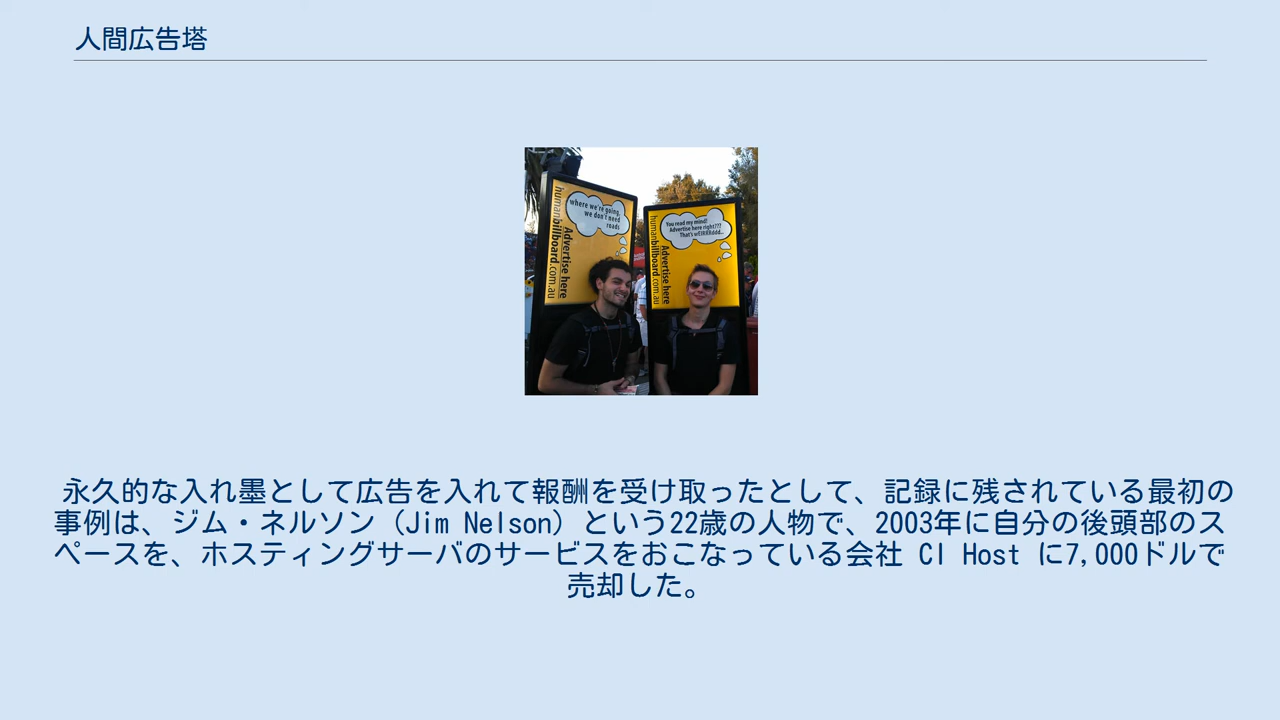 人間広告塔
where we're going,
we don't need
roads
Advertise here
humanbillboard.com.au
You read my mind!
Advertise here right???
Advertise here
humanbillboard.com.au
永久的な入れ墨として広告を入れて報酬を受け取ったとして、記録に残されている最初の
事例は、ジム・ネルソン（Jim Nelson）という22歳の人物で、2003年に自分の後頭部のス
ペースを、ホスティングサーバのサービスをおこなっている会社 CI Host に7,000ドルで
売却した。